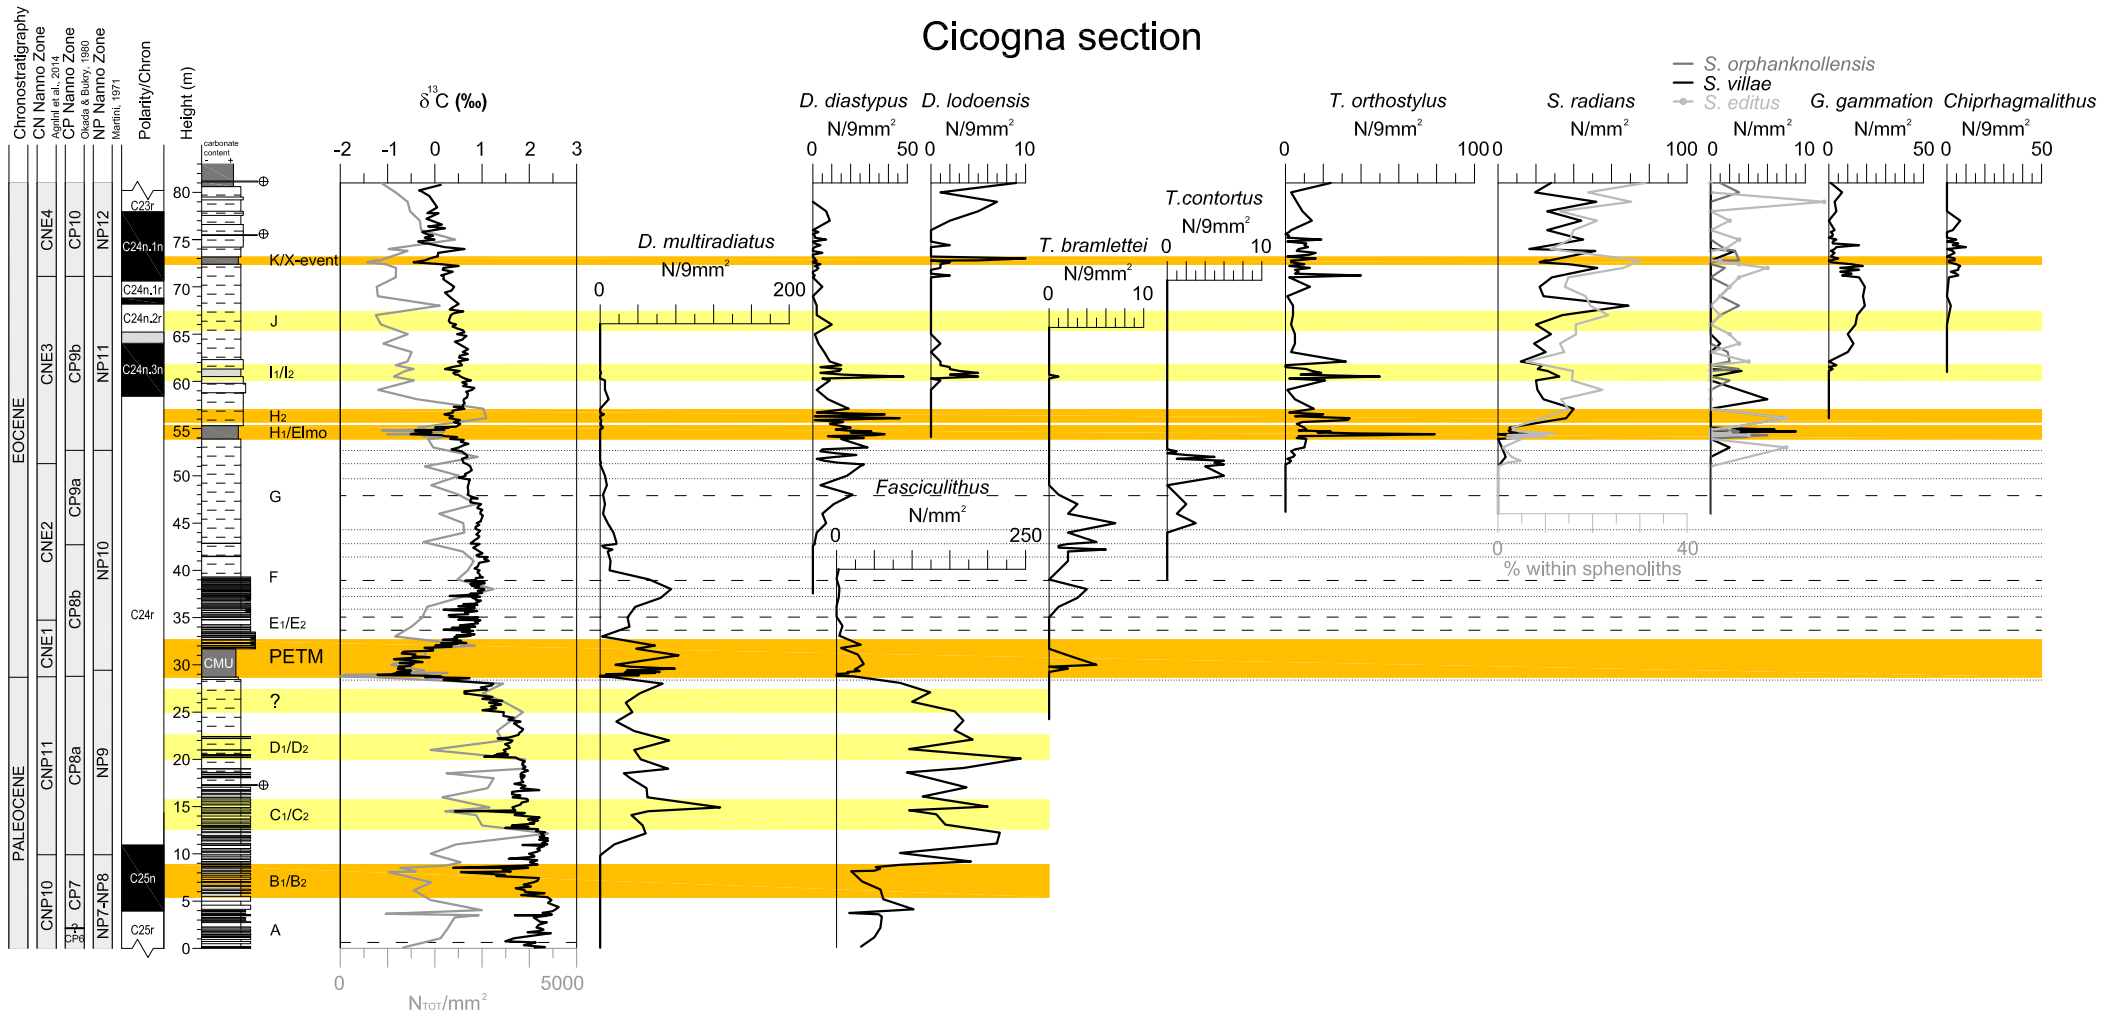 Cicogna section
Chronostratigraphy
CN Nanno Zone
Agnini et al., 2014
CP Nanno Zone
Okada & Bukry, 1980
NP Nanno Zone
Martini, 1971
Polarity/Chron
Height (m)
carbonate content
- +
δ13C (‰)
-2 -1 0 1 2 3
D. multiradiatus
N/9mm2
0 200
D. diastypus
N/9mm2
0 50
D. lodoensis
N/9mm2
0 10
Fasciculithus
N/mm2
0 250
T. bramlettei
N/9mm2
0 10
T.contortus
N/9mm2
0 10
T. orthostylus
N/9mm2
0 1000
S. radians
N/mm2
0 100
S. orphanknollensis
S. villae
S. editus
N/mm2
0 10
G. gammation
N/mm2
0 50
Chiprhagmalithus
N/9mm2
0 50
0 40
% within sphenoliths
EOCENE
PALEOCENE
CNE4
CNE3
CNE2
CNE1
CNP11
CNP10
CP10
CP9b
CP9a
CP8b
CP8a
CP7
?
CP6
NP12
NP11
NP10
NP9
NP7-NP8
C23r
C24n.1n
C24n.1r
C24n.2r
C24n.3n
C24r
C25n
C25r
80
75
70
65
60
55
50
45
40
35
30
25
20
15
10
5
0
CMU
K/X-event
J
I1/I2
H2
H1/Elmo
G
F
E1/E2
PETM
?
D1/D2
C1/C2
B1/B2
A
0 5000
NTOT/mm2